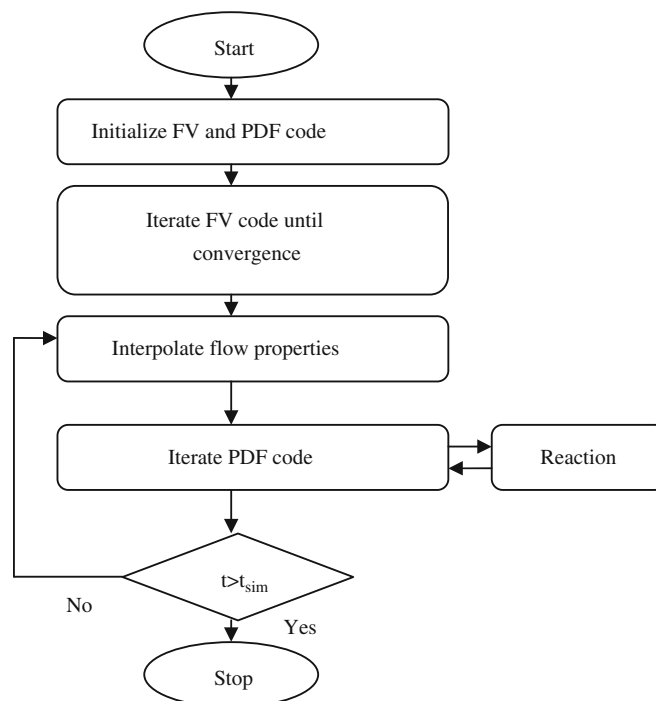 Start
Initialize FV and PDF code
Iterate FV code until
convergence
Interpolate flow properties
Iterate PDF code
Reaction
t>tsim
No
Yes
Stop